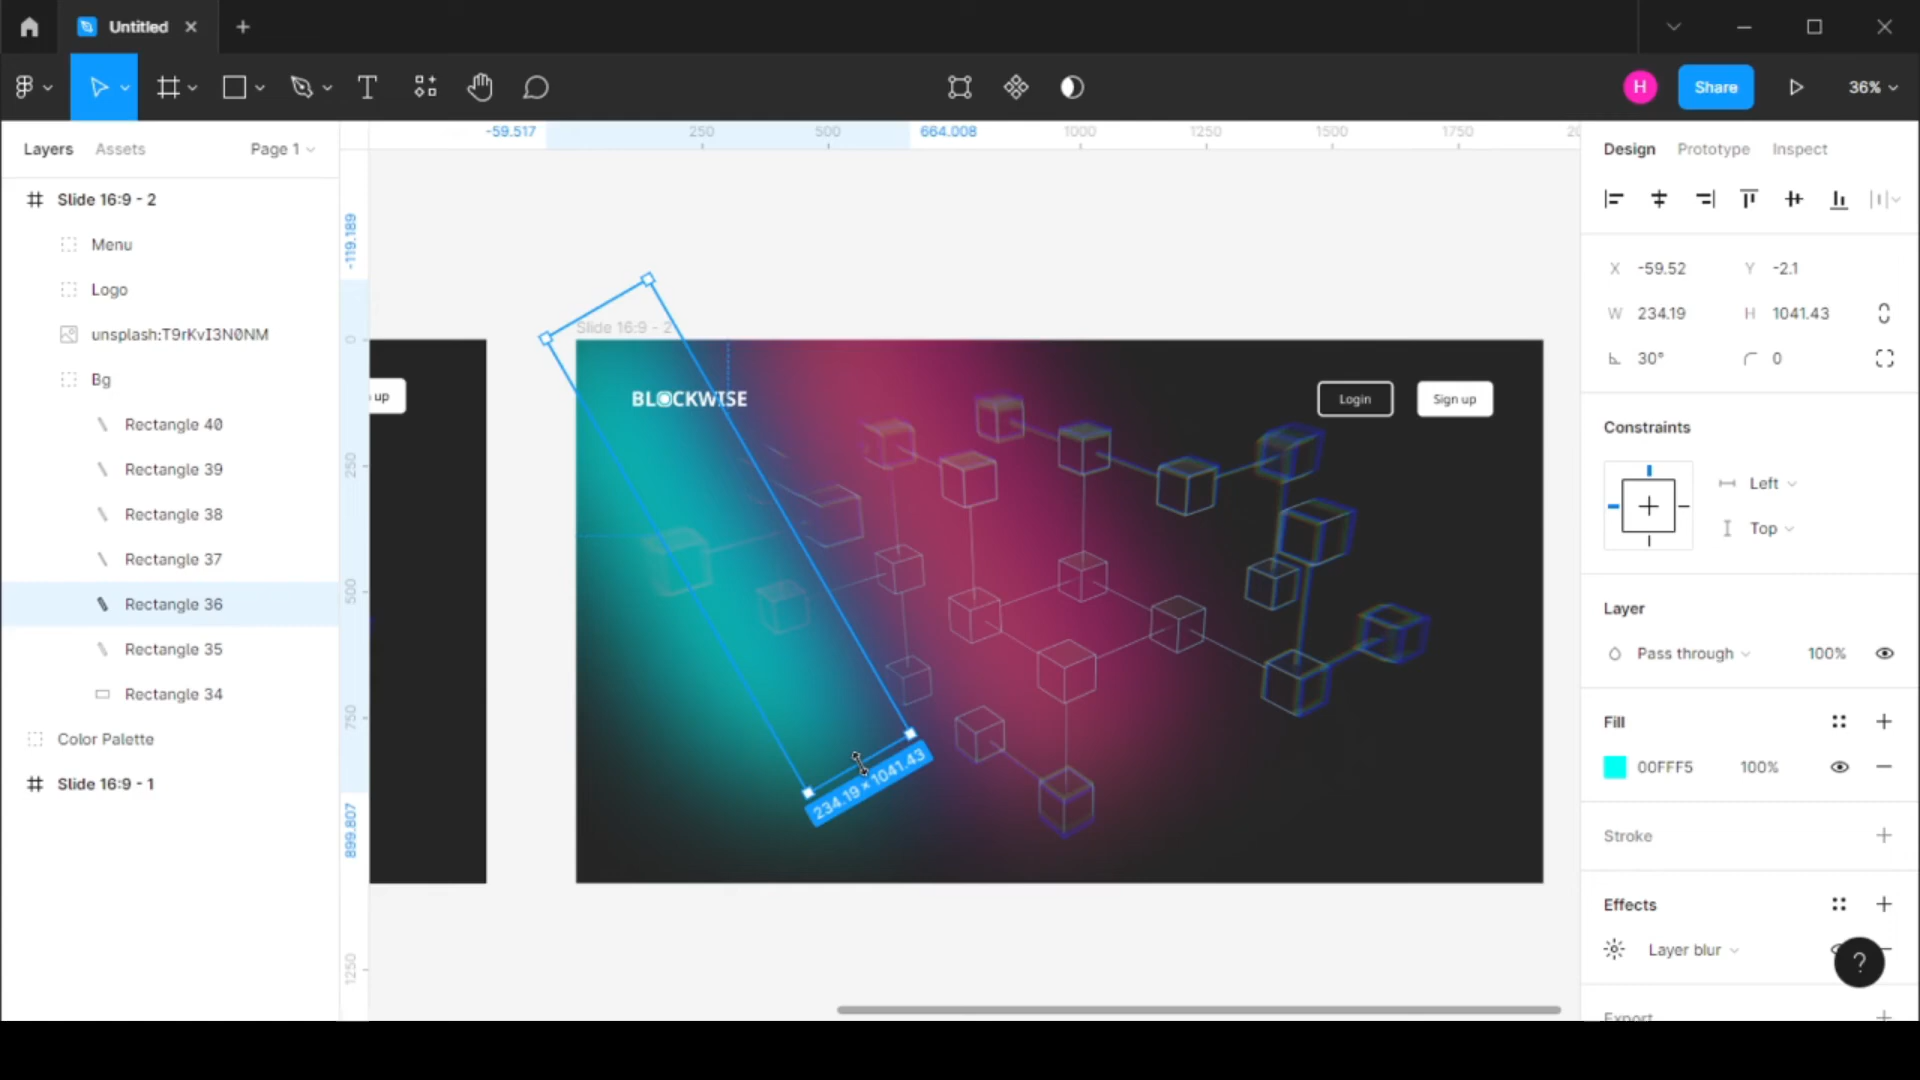 Untitled
H
Share
36%
Layers
Assets
Page 1
Design
Prototype
Inspect
-59.517
250
500
664.008
1000
1250
1500
1750
20
Slide 16:9 - 2
Menu
Logo
unsplash:T9rKvI3N0NM
Bg
Rectangle 40
Rectangle 39
Rectangle 38
Rectangle 37
Rectangle 36
Rectangle 35
Rectangle 34
Color Palette
Slide 16:9 - 1
-119.189
0
250
500
750
899.807
1250
up
Slide 16:9 - 2
BLOCKWISE
Login
Sign up
234.19 × 1041.43
X -59.52
Y -2.1
W 234.19
H 1041.43
30°
0
Constraints
Left
Top
Layer
Pass through
100%
Fill
00FFF5
100%
Stroke
Effects
Layer blur
?
Export